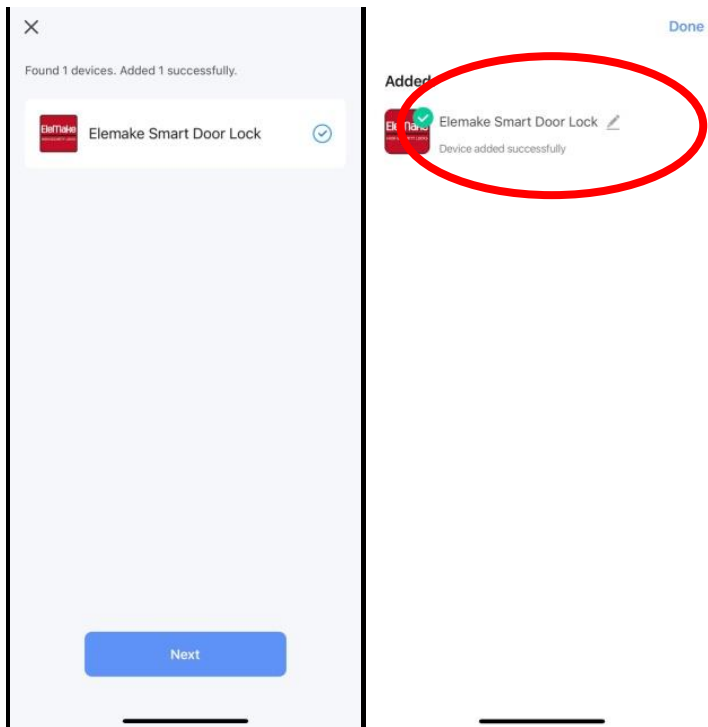 Found 1 devices. Added 1 successfully.
EleMake
Elemake Smart Door Lock
Next
Done
Added
Elemake Smart Door Lock
Device added successfully